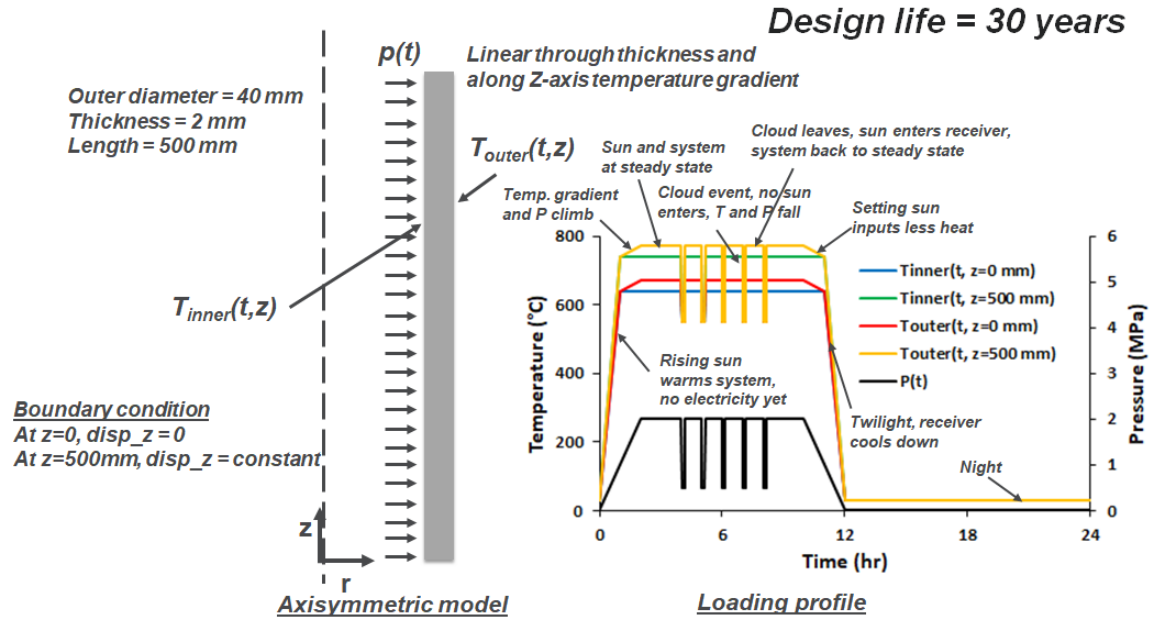 Design life = 30 years
p(t)
Linear through thickness and
along Z-axis temperature gradient
Outer diameter = 40 mm
Thickness = 2 mm
Length = 500 mm
T_outer(t,z)
T_inner(t,z)
Boundary condition
At z=0, disp_z = 0
At z=500mm, disp_z = constant
z
r
Axisymmetric model
Cloud leaves, sun enters receiver,
system back to steady state
Sun and system
at steady state
Cloud event, no sun
enters, T and P fall
Temp. gradient
and P climb
Setting sun
inputs less heat
800
600
400
200
0
Temperature (°C)
6
5
4
3
2
1
0
Pressure (MPa)
Tinner(t, z=0 mm)
Tinner(t, z=500 mm)
Touter(t, z=0 mm)
Touter(t, z=500 mm)
P(t)
Rising sun
warms system,
no electricity yet
Twilight, receiver
cools down
Night
0 6 12 18 24
Time (hr)
Loading profile